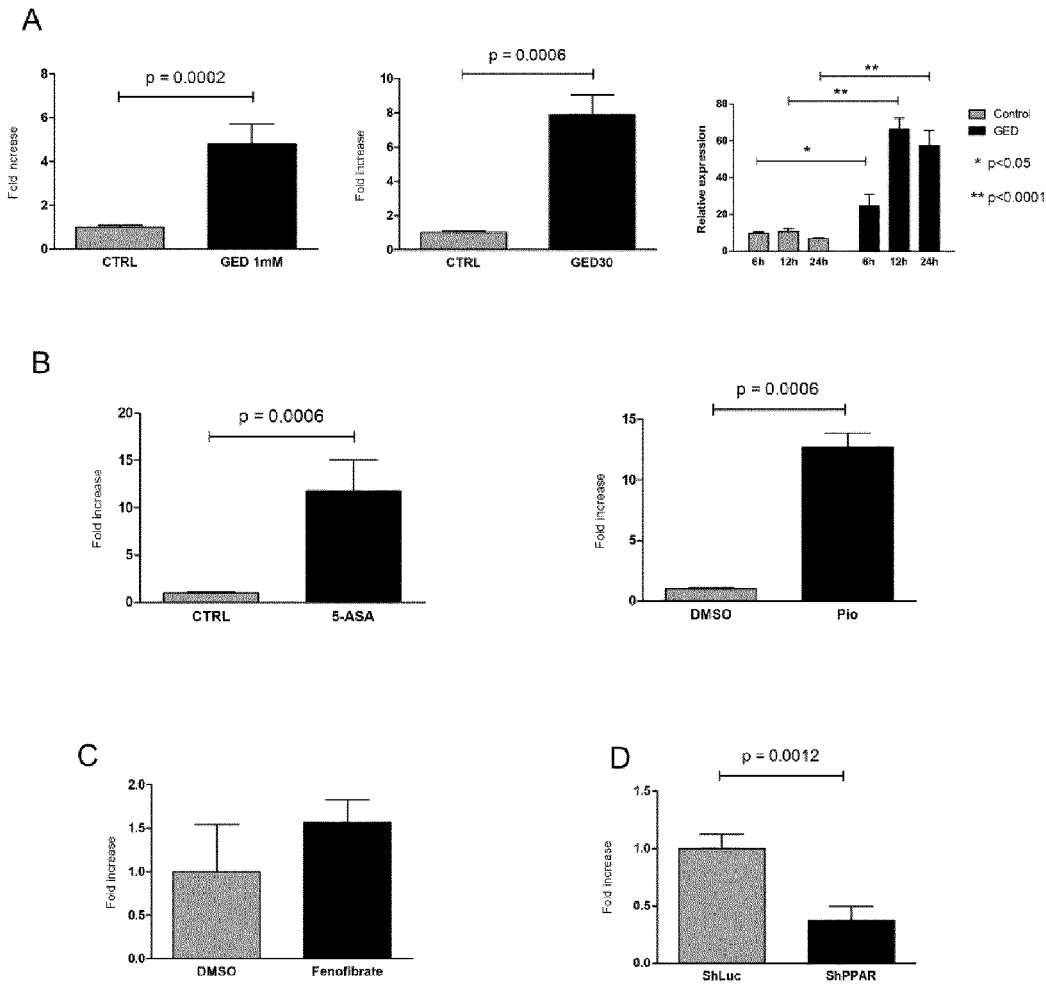 A
p = 0.0002
Fold increase
8
6
4
2
0
CTRL
GED 1mM
p = 0.0006
Fold increase
10
8
6
4
2
0
CTRL
GED30
**
**
*
Relative expression
80
60
40
20
0
6h
12h
24h
6h
12h
24h
Control
GED
* p<0.05
** p<0.0001
B
p = 0.0006
Fold increase
20
15
10
5
0
CTRL
5-ASA
p = 0.0006
Fold increase
15
10
5
0
DMSO
Pio
C
Fold increase
2.0
1.5
1.0
0.5
0.0
DMSO
Fenofibrate
D
p = 0.0012
Fold increase
1.5
1.0
0.5
0.0
ShLuc
ShPPAR